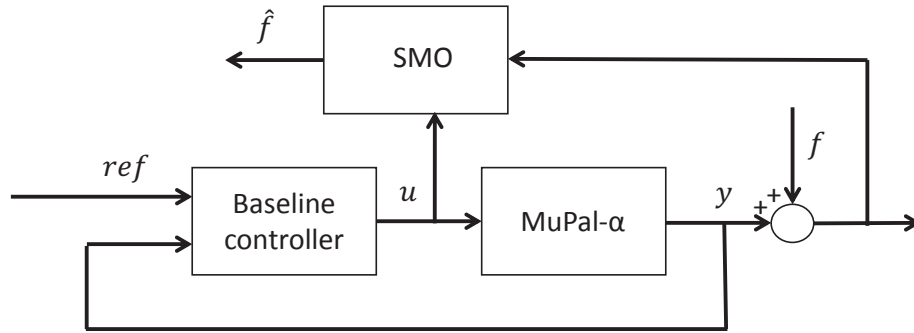 f̂
SMO
ref
Baseline
controller
u
MuPal-α
y
+
+
f